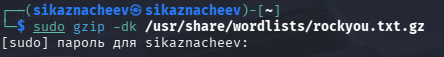 ┌──(sikaznacheev㉿sikaznacheev)-[~]
└─$ sudo gzip -dk /usr/share/wordlists/rockyou.txt.gz
[sudo] пароль для sikaznacheev: